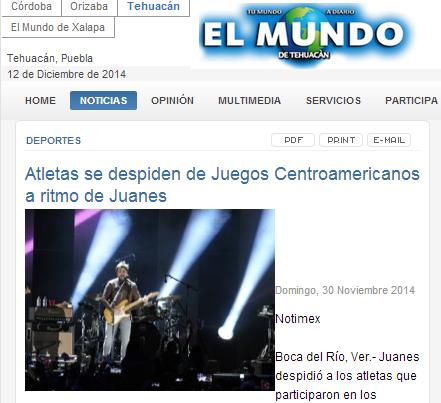 Córdoba Orizaba Tehuacán
El Mundo de Xalapa
TU MUNDO A DIARIO
EL MUNDO
DE TEHUACÁN
Tehuacán, Puebla
12 de Diciembre de 2014
HOME NOTICIAS OPINIÓN MULTIMEDIA SERVICIOS PARTICIPA
DEPORTES PDF PRINT E-MAIL
Atletas se despiden de Juegos Centroamericanos
a ritmo de Juanes
Domingo, 30 Noviembre 2014
Notimex
Boca del Río, Ver.- Juanes
despidió a los atletas que
participaron en los